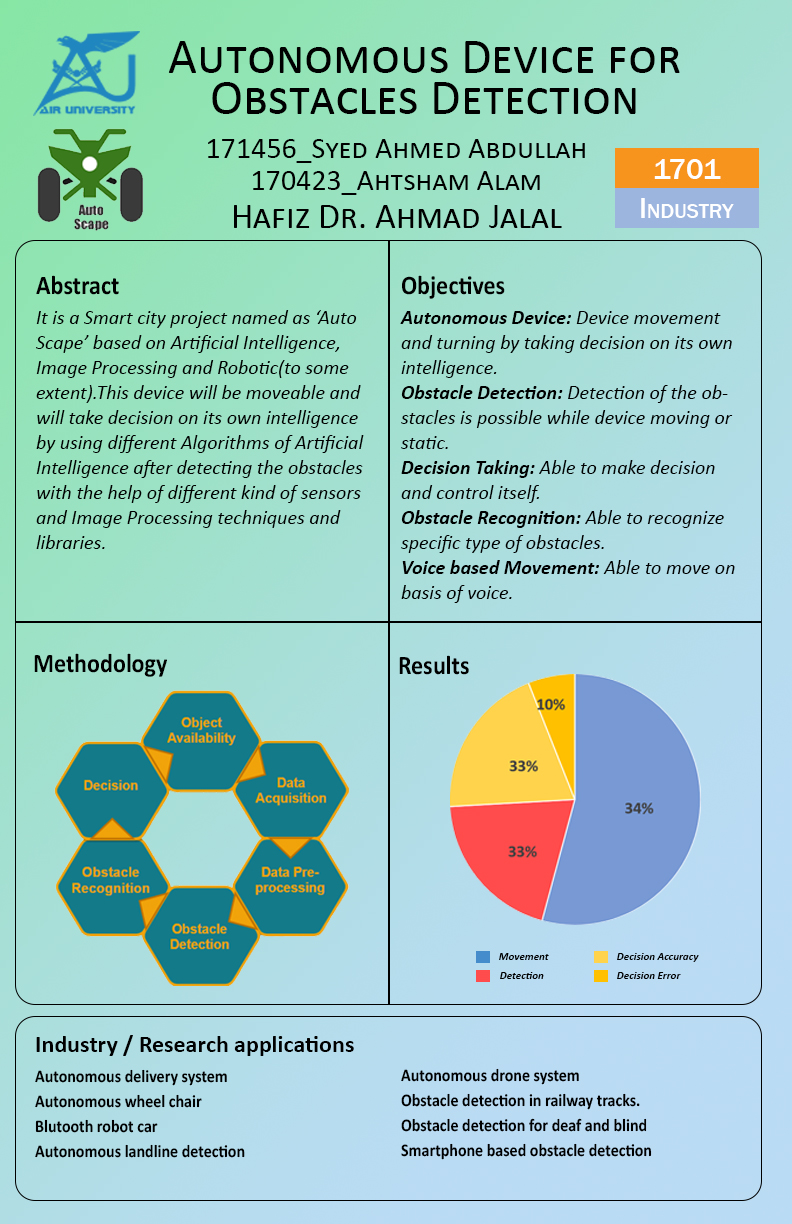 AIR UNIVERSITY
AUTONOMOUS DEVICE FOR
OBSTACLES DETECTION
171456_SYED AHMED ABDULLAH
170423_AHTSHAM ALAM
HAFIZ DR. AHMAD JALAL
Auto
Scape
1701
INDUSTRY
Abstract
It is a Smart city project named as ‘Auto
Scape’ based on Artificial Intelligence,
Image Processing and Robotic(to some
extent).This device will be moveable and
will take decision on its own intelligence
by using different Algorithms of Artificial
Intelligence after detecting the obstacles
with the help of different kind of sensors
and Image Processing techniques and
libraries.
Objectives
Autonomous Device: Device movement
and turning by taking decision on its own
intelligence.
Obstacle Detection: Detection of the ob-
stacles is possible while device moving or
static.
Decision Taking: Able to make decision
and control itself.
Obstacle Recognition: Able to recognize
specific type of obstacles.
Voice based Movement: Able to move on
basis of voice.
Methodology
Object
Availability
Data
Acquisition
Data Pre-
processing
Obstacle
Detection
Obstacle
Recognition
Decision
Results
10%
33%
34%
33%
Movement
Decision Accuracy
Detection
Decision Error
Industry / Research applications
Autonomous delivery system
Autonomous wheel chair
Blutooth robot car
Autonomous landline detection
Autonomous drone system
Obstacle detection in railway tracks.
Obstacle detection for deaf and blind
Smartphone based obstacle detection